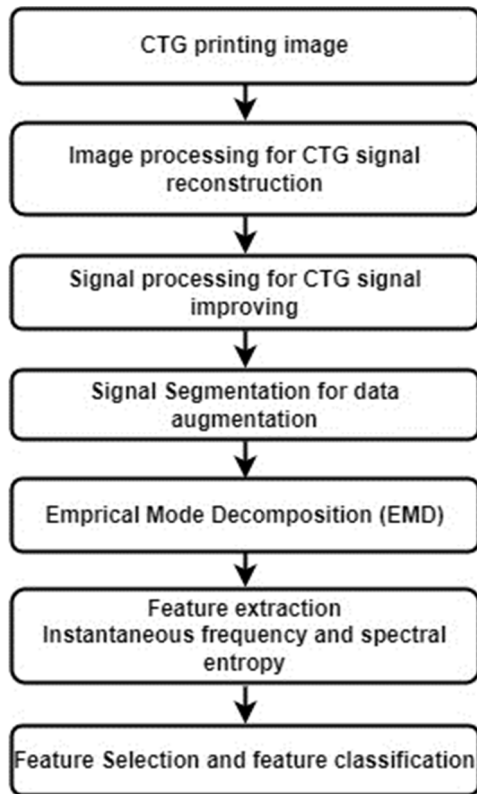 CTG printing image
Image processing for CTG signal
reconstruction
Signal processing for CTG signal
improving
Signal Segmentation for data
augmentation
Emprical Mode Decomposition (EMD)
Feature extraction
Instantaneous frequency and spectral
entropy
Feature Selection and feature classification